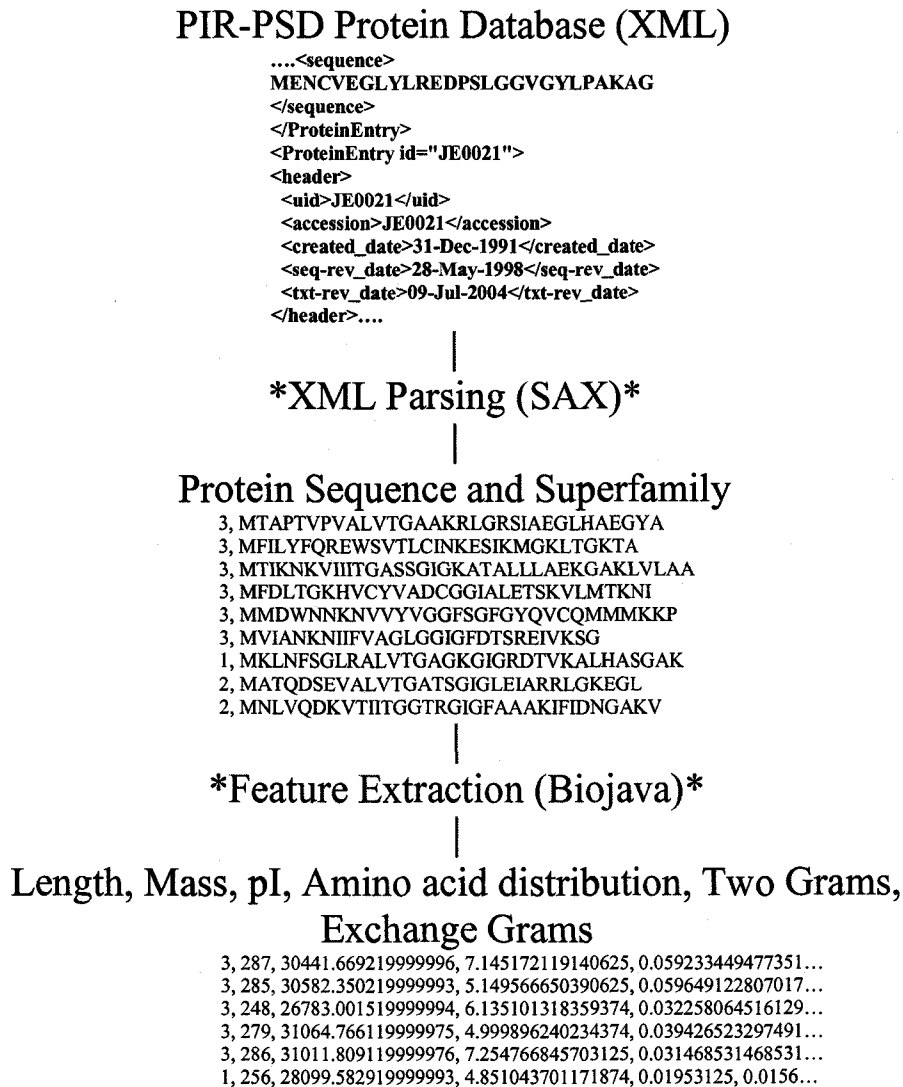 PIR-PSD Protein Database (XML)
....<sequence>
MENCVEGLYLREDPSLGGVGYLPAKAG
</sequence>
</ProteinEntry>
<ProteinEntry id="JE0021">
<header>
<uid>JE0021</uid>
<accession>JE0021</accession>
<created_date>31-Dec-1991</created_date>
<seq-rev_date>28-May-1998</seq-rev_date>
<txt-rev_date>09-Jul-2004</txt-rev_date>
</header>....
*XML Parsing (SAX)*
Protein Sequence and Superfamily
3, MTAPTVPVALVTGAAKRLGRSIAEGLHAEGYA
3, MFILYFQREWSVTLCINKESIKMGKLTGKTA
3, MTIKNKVIIITGASSGIGKATALLLAEKGAKLVLAA
3, MFDLTGKHVCYVADCGGIALETSKVLMTKNI
3, MMDWNNKNVVYVGGFSGFGYQVCQMMMKKP
3, MVIANKNIIFVAGLGGIGFDTSREIVKSG
1, MKLNFSGLRALVTGAGKGIGRDTVKALHASGAK
2, MATQDSEVALVTGATSGIGLEIARRLGKEGL
2, MNLVQDKVTIITGGTRGIGFAAAKIFIDNGAKV
*Feature Extraction (Biojava)*
Length, Mass, pI, Amino acid distribution, Two Grams,
Exchange Grams
3, 287, 30441.669219999996, 7.145172119140625, 0.059233449477351...
3, 285, 30582.350219999993, 5.149566650390625, 0.059649122807017...
3, 248, 26783.001519999994, 6.135101318359374, 0.032258064516129...
3, 279, 31064.766119999975, 4.999896240234374, 0.039426523297491...
3, 286, 31011.809119999976, 7.254766845703125, 0.031468531468531...
1, 256, 28099.582919999993, 4.851043701171874, 0.01953125, 0.0156...